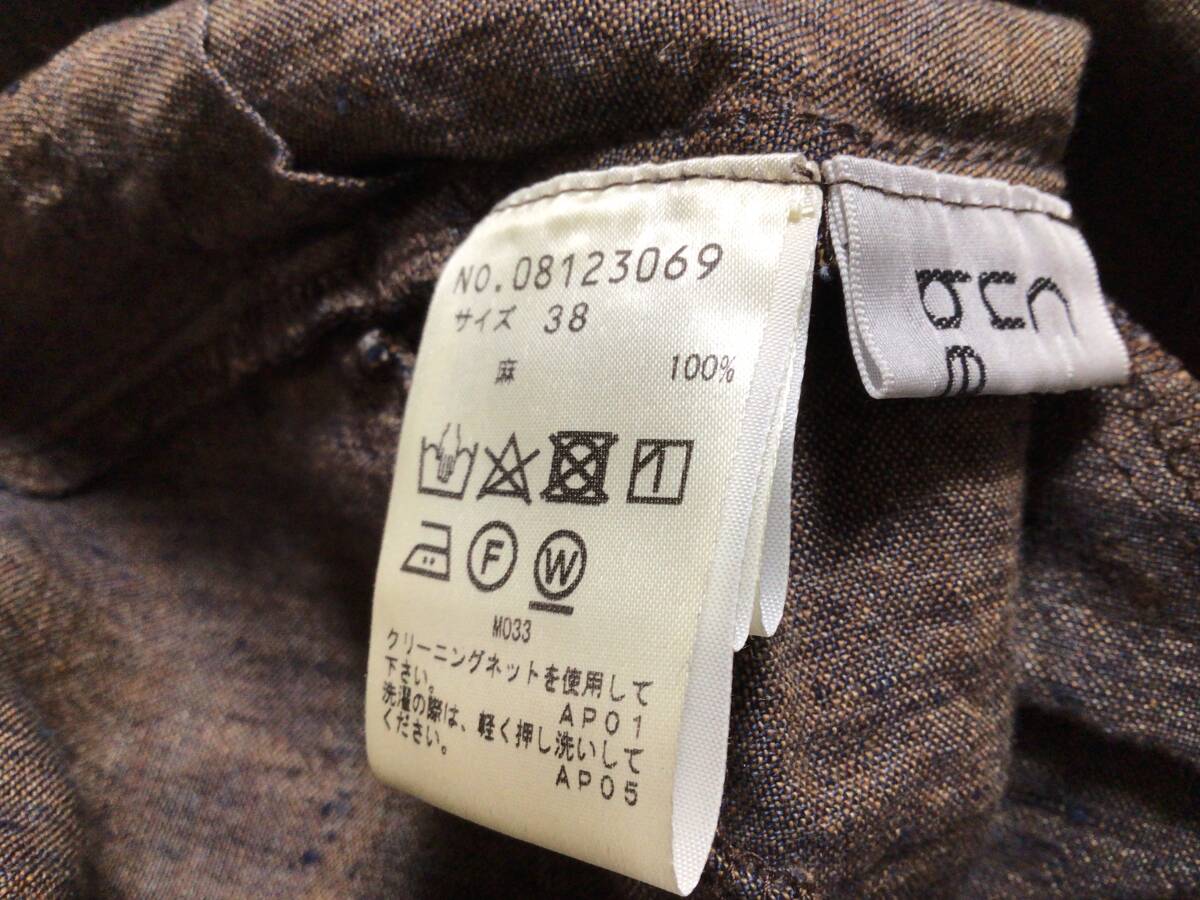 NO.08123069
サイズ 38
麻 100%
F W
M033
クリーニングネットを使用して
下さい。
AP01
洗濯の際は、軽く押し洗いして
ください。
AP05